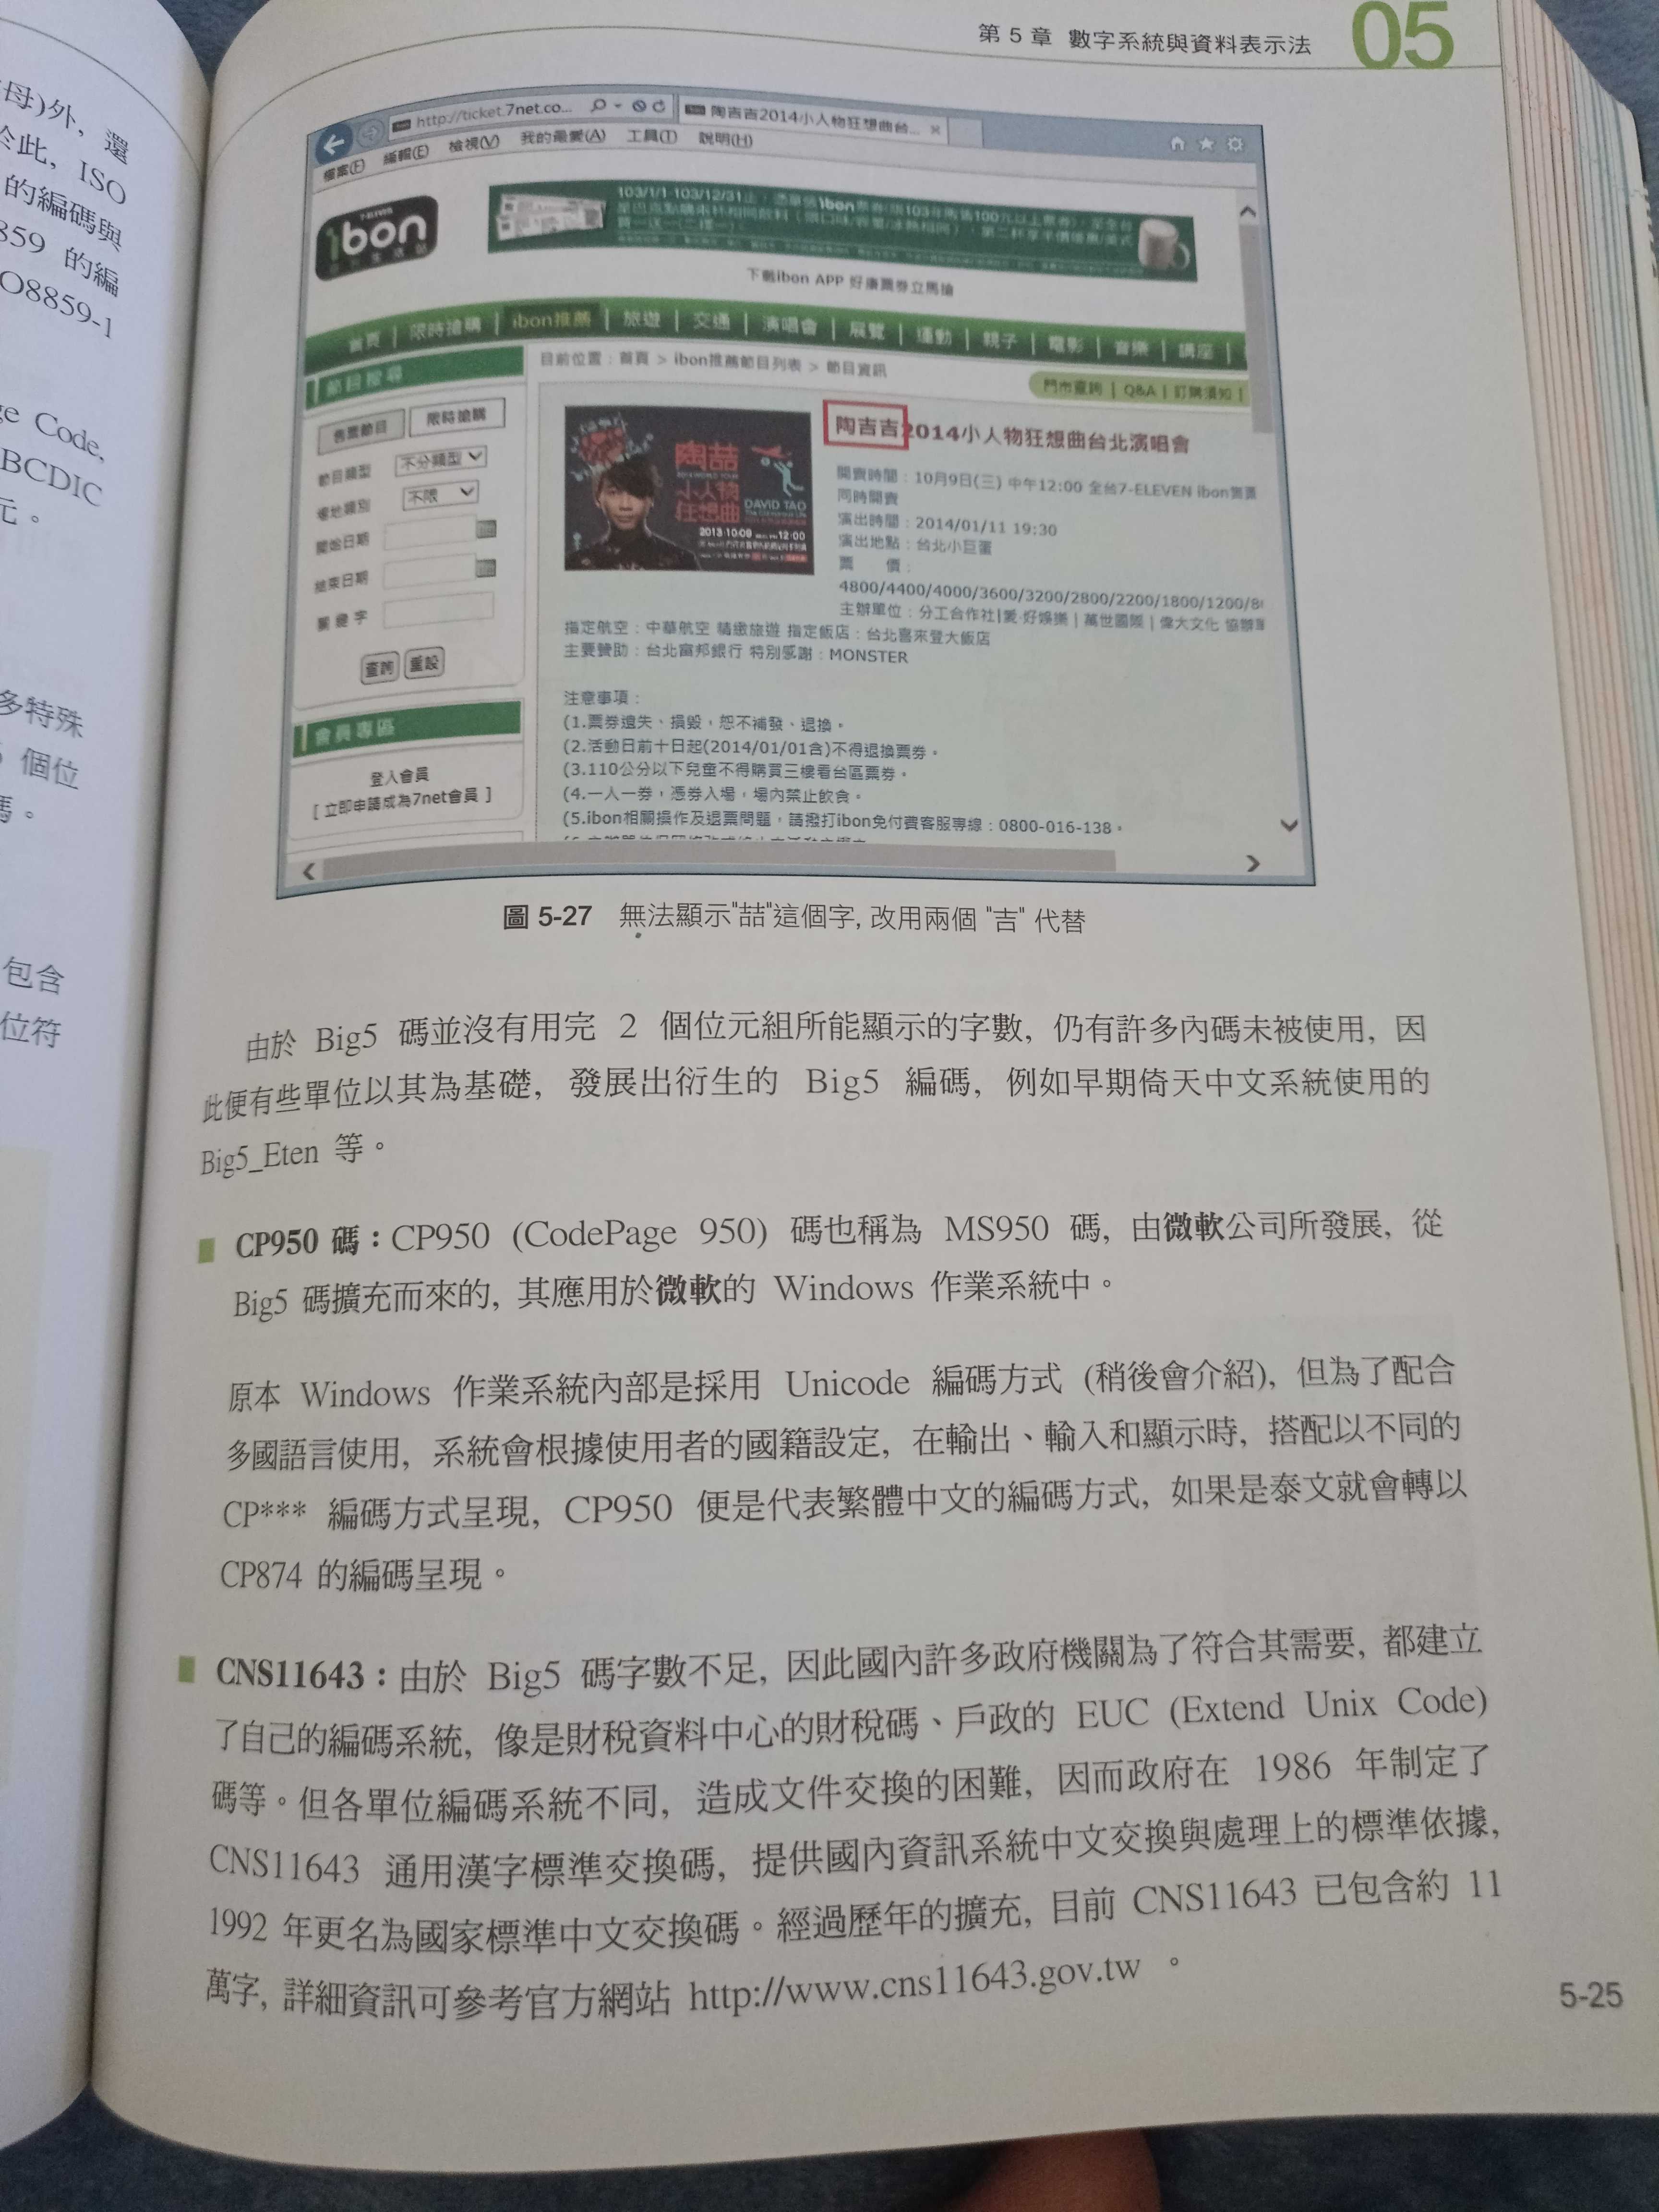 母)外, 還
於此, ISO
的編碼與
859 的編
O8859-1
ge Code,
BCDIC
元。
多特殊
個位
碼。
包含
位符
第 5 章 數字系統與資料表示法
05
http://ticket.7net.co...
陶吉吉2014小人物狂想曲台...
檔案(F) 編輯(E) 檢視(V) 我的最愛(A) 工具(T) 說明(H)
ibon
103/1/1-103/12/31止
下載ibon APP 好康票券立馬搶
首頁 | 限時搶購 | ibon推薦 | 旅遊 | 交通 | 演唱會 | 展覽 | 運動 | 親子 | 電影 | 音樂 | 講座 |
目前位置：首頁 > ibon推薦節目列表 > 節目資訊
門市查詢 | Q&A | 訂購須知 |
節目搜尋
售票節目 限時搶購
節目類型 不分類型
場地類別 不限
開始日期
結束日期
關鍵字
查詢 重設
會員專區
登入會員
[ 立即申請成為7net會員 ]
陶喆
小人物
狂想曲
DAVID TAO
2013.10.09
12:00
陶吉吉2014小人物狂想曲台北演唱會
開賣時間：10月9日(三) 中午12:00 全台7-ELEVEN ibon售票
同時開賣
演出時間：2014/01/11 19:30
演出地點：台北小巨蛋
票 價：
4800/4400/4000/3600/3200/2800/2200/1800/1200/8
主辦單位：分工合作社|愛·好娛樂 | 萬世國際 | 偉大文化 協辦單
指定航空：中華航空 精緻旅遊 指定飯店：台北喜來登大飯店
主要贊助：台北富邦銀行 特別感謝：MONSTER
注意事項：
(1.票券遺失、損毀，恕不補發、退換。
(2.活動日前十日起(2014/01/01含)不得退換票券。
(3.110公分以下兒童不得購買三樓看台區票券。
(4.一人一券，憑券入場，場內禁止飲食。
(5.ibon相關操作及退票問題，請撥打ibon免付費客服專線：0800-016-138。
圖 5-27 無法顯示"喆"這個字, 改用兩個 "吉" 代替
由於 Big5 碼並沒有用完 2 個位元組所能顯示的字數, 仍有許多內碼未被使用, 因
此便有些單位以其為基礎, 發展出衍生的 Big5 編碼, 例如早期倚天中文系統使用的
Big5_Eten 等。
CP950 碼：CP950 (CodePage 950) 碼也稱為 MS950 碼, 由微軟公司所發展, 從
Big5 碼擴充而來的, 其應用於微軟的 Windows 作業系統中。
原本 Windows 作業系統內部是採用 Unicode 編碼方式 (稍後會介紹), 但為了配合
多國語言使用, 系統會根據使用者的國籍設定, 在輸出、輸入和顯示時, 搭配以不同的
CP*** 編碼方式呈現, CP950 便是代表繁體中文的編碼方式, 如果是泰文就會轉以
CP874 的編碼呈現。
CNS11643：由於 Big5 碼字數不足, 因此國內許多政府機關為了符合其需要, 都建立
了自己的編碼系統, 像是財稅資料中心的財稅碼、戶政的 EUC (Extend Unix Code)
碼等。但各單位編碼系統不同, 造成文件交換的困難, 因而政府在 1986 年制定了
CNS11643 通用漢字標準交換碼, 提供國內資訊系統中文交換與處理上的標準依據,
1992 年更名為國家標準中文交換碼。經過歷年的擴充, 目前 CNS11643 已包含約 11
萬字, 詳細資訊可參考官方網站 http://www.cns11643.gov.tw 。
5-25